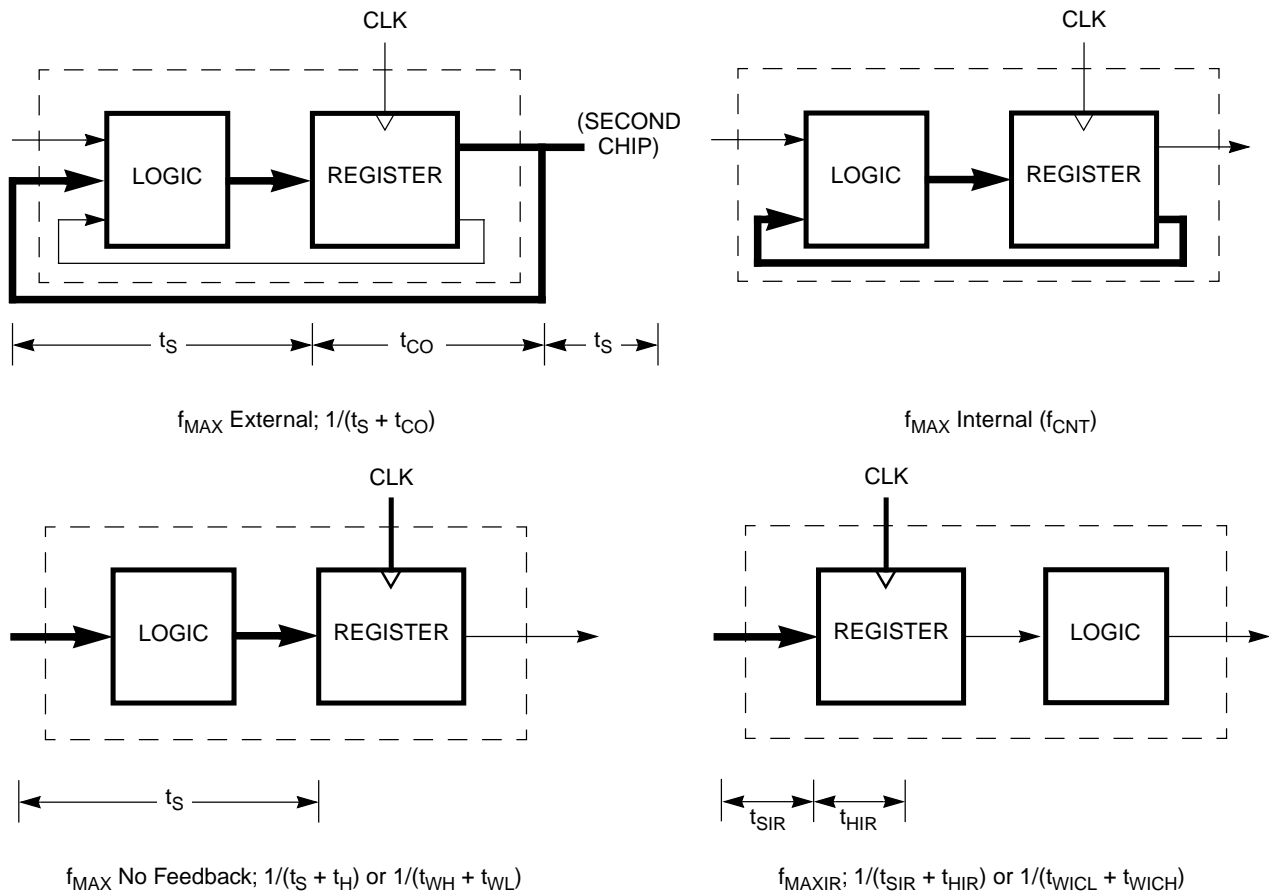 CLK
(SECOND
CHIP)
LOGIC
REGISTER
tS
tCO
tS
fMAX External; 1/(tS + tCO)
CLK
LOGIC
REGISTER
fMAX Internal (fCNT)
CLK
LOGIC
REGISTER
tS
fMAX No Feedback; 1/(tS + tH) or 1/(tWH + tWL)
CLK
REGISTER
LOGIC
tSIR
tHIR
fMAXIR; 1/(tSIR + tHIR) or 1/(tWICL + tWICH)